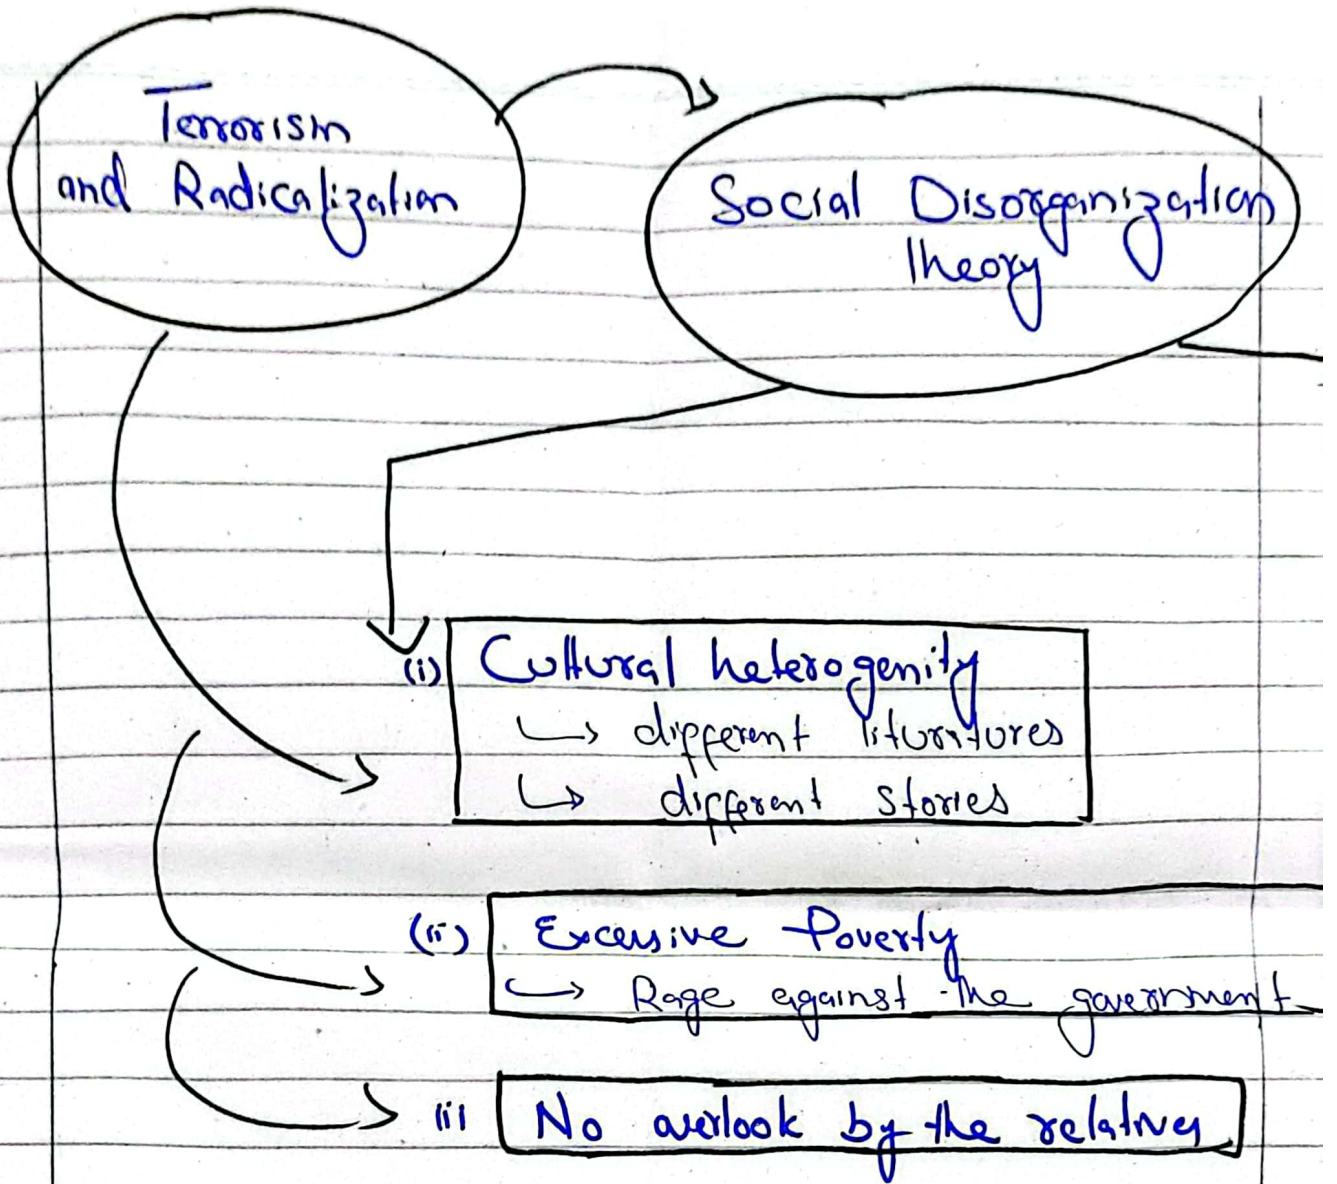 Terrorism
and Radicalization
Social Disorganization
Theory
(i) Cultural heterogenity
↳ different liturtures
↳ different stories
(ii) Excessive Poverty
↳ Rage against the government
iii No overlook by the relatives